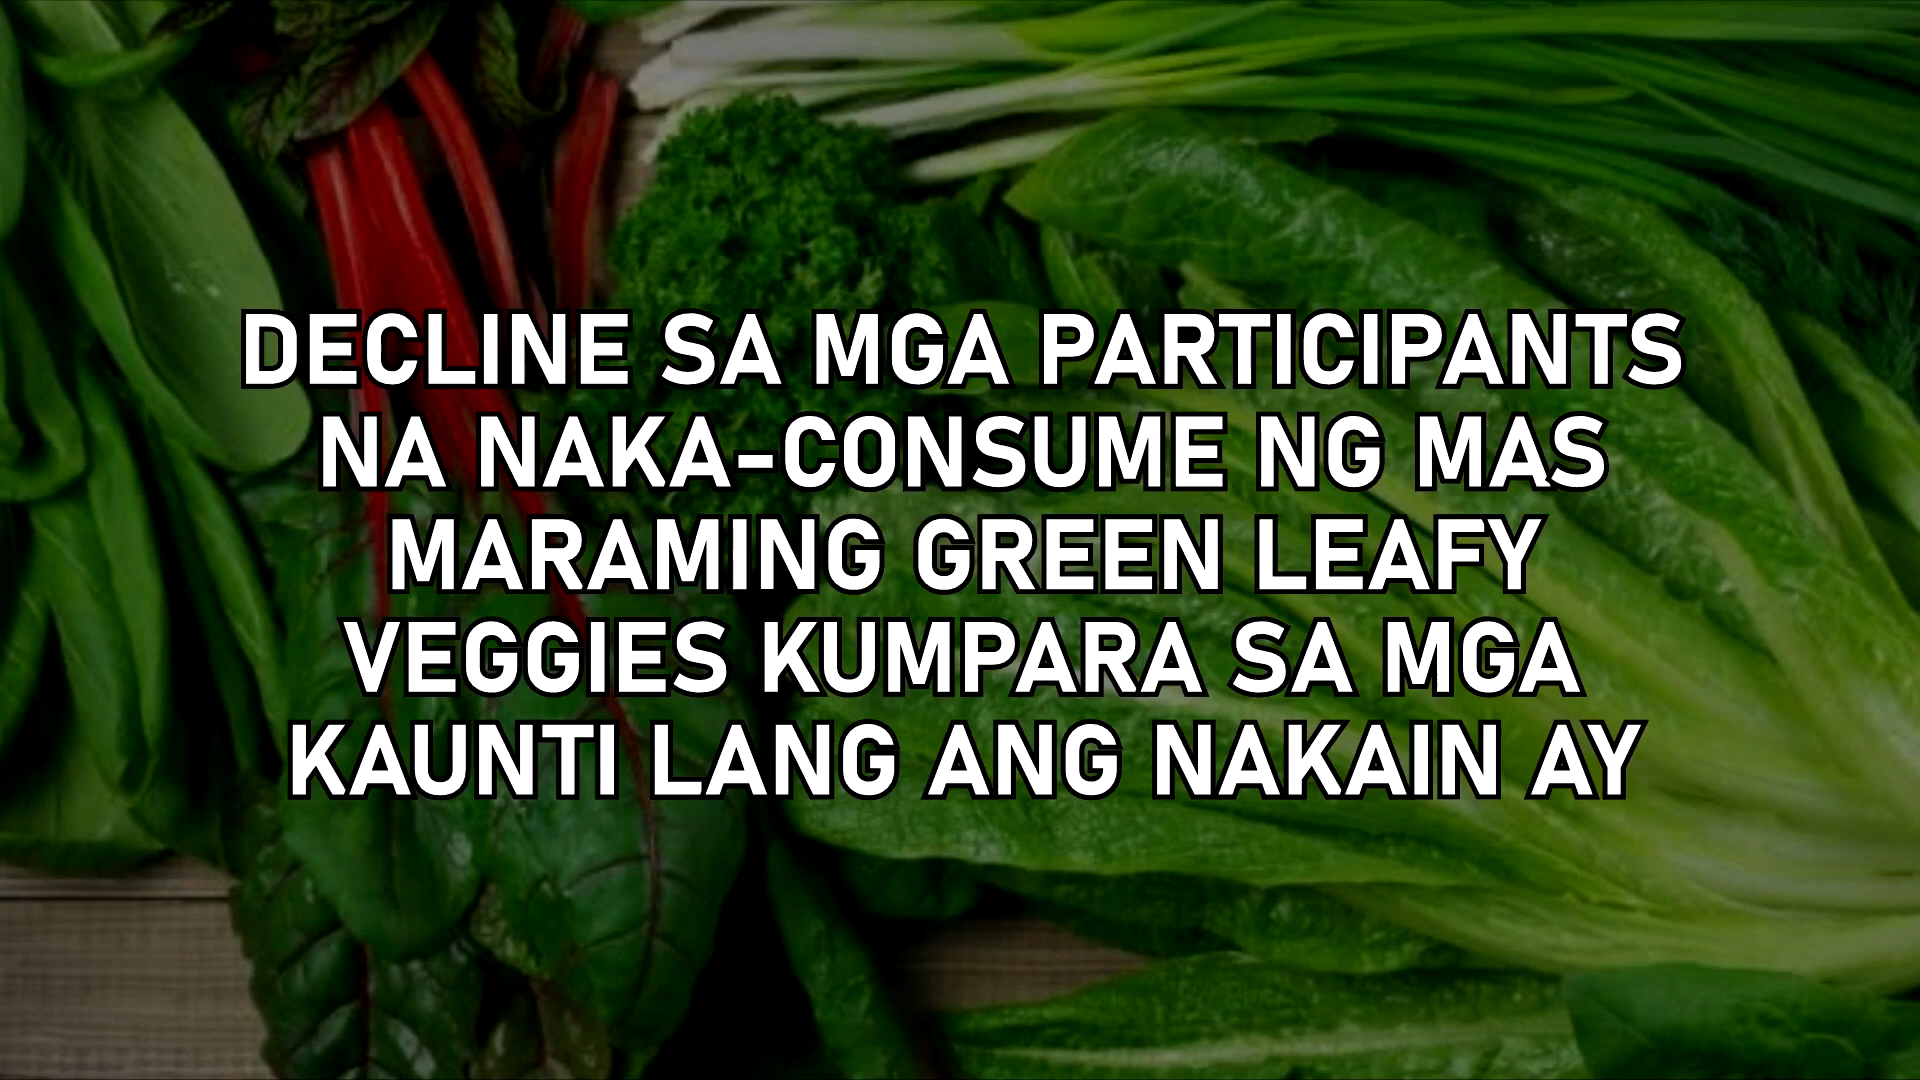 DECLINE SA MGA PARTICIPANTS
NA NAKA-CONSUME NG MAS
MARAMING GREEN LEAFY
VEGGIES KUMPARA SA MGA
KAUNTI LANG ANG NAKAIN AY